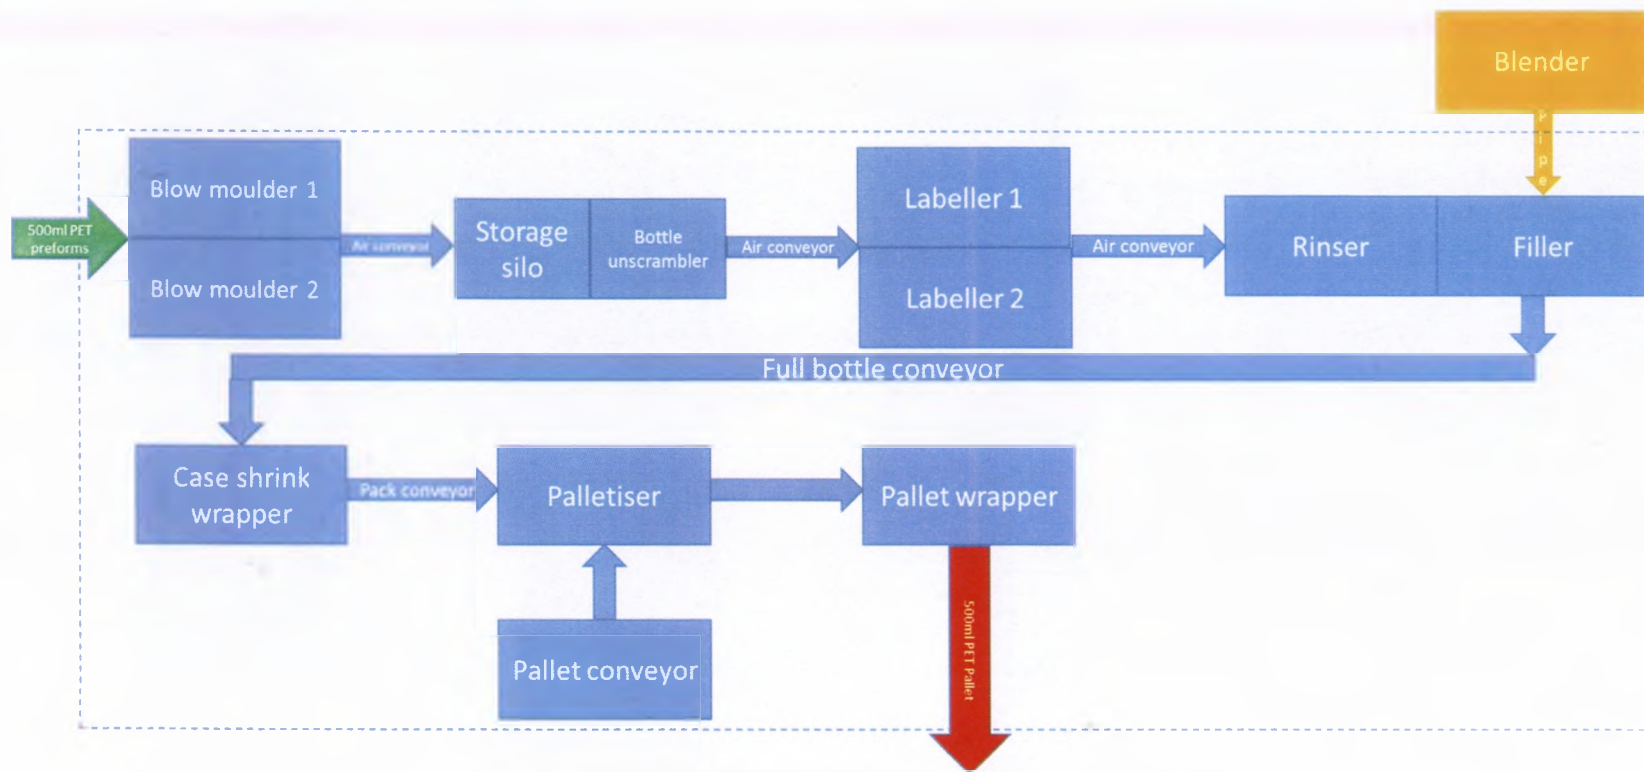 Blender
Pipe
Blow moulder 1
Blow moulder 2
500ml PET
preforms
Air conveyor
Storage
silo
Bottle
unscrambler
Air conveyor
Labeller 1
Labeller 2
Air conveyor
Rinser
Filler
Full bottle conveyor
Case shrink
wrapper
Pack conveyor
Palletiser
Pallet wrapper
Pallet conveyor
500ml PET Pallet